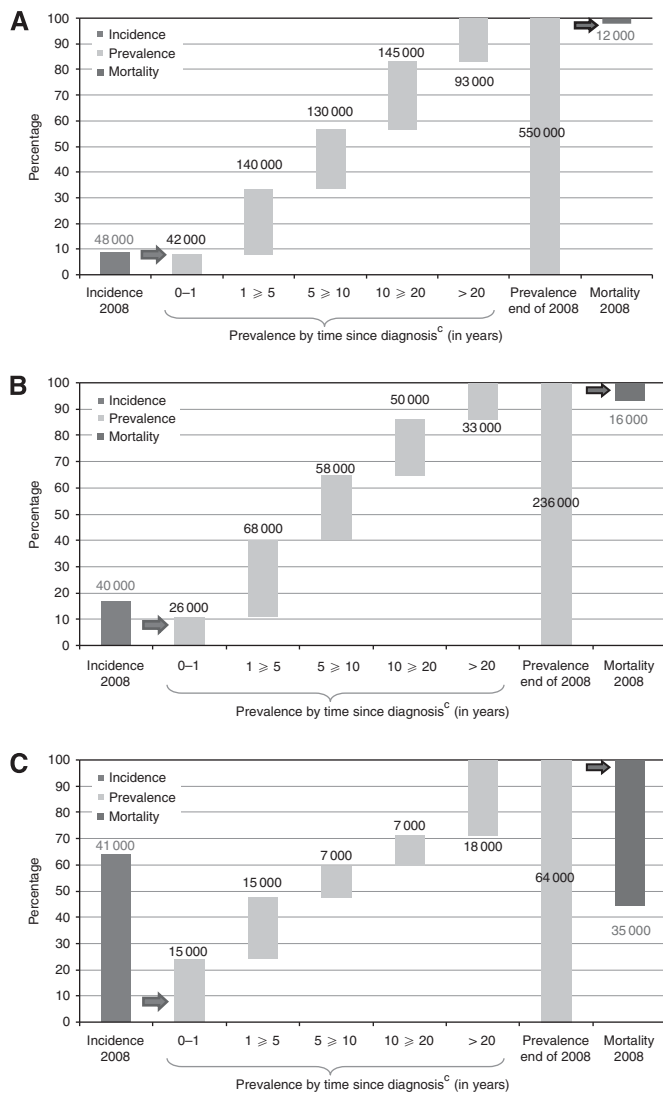 A
Percentage
100
90
80
70
60
50
40
30
20
10
0
Incidence
Prevalence
Mortality
48 000
42 000
140 000
130 000
145 000
93 000
550 000
12 000
Incidence 2008
0–1
1 ⩾ 5
5 ⩾ 10
10 ⩾ 20
> 20
Prevalence end of 2008
Mortality 2008
Prevalence by time since diagnosisᶜ (in years)
B
Percentage
100
90
80
70
60
50
40
30
20
10
0
Incidence
Prevalence
Mortality
40 000
26 000
68 000
58 000
50 000
33 000
236 000
16 000
Incidence 2008
0–1
1 ⩾ 5
5 ⩾ 10
10 ⩾ 20
> 20
Prevalence end of 2008
Mortality 2008
Prevalence by time since diagnosisᶜ (in years)
C
Percentage
100
90
80
70
60
50
40
30
20
10
0
Incidence
Prevalence
Mortality
41 000
15 000
15 000
7 000
7 000
18 000
64 000
35 000
Incidence 2008
0–1
1 ⩾ 5
5 ⩾ 10
10 ⩾ 20
> 20
Prevalence end of 2008
Mortality 2008
Prevalence by time since diagnosisᶜ (in years)